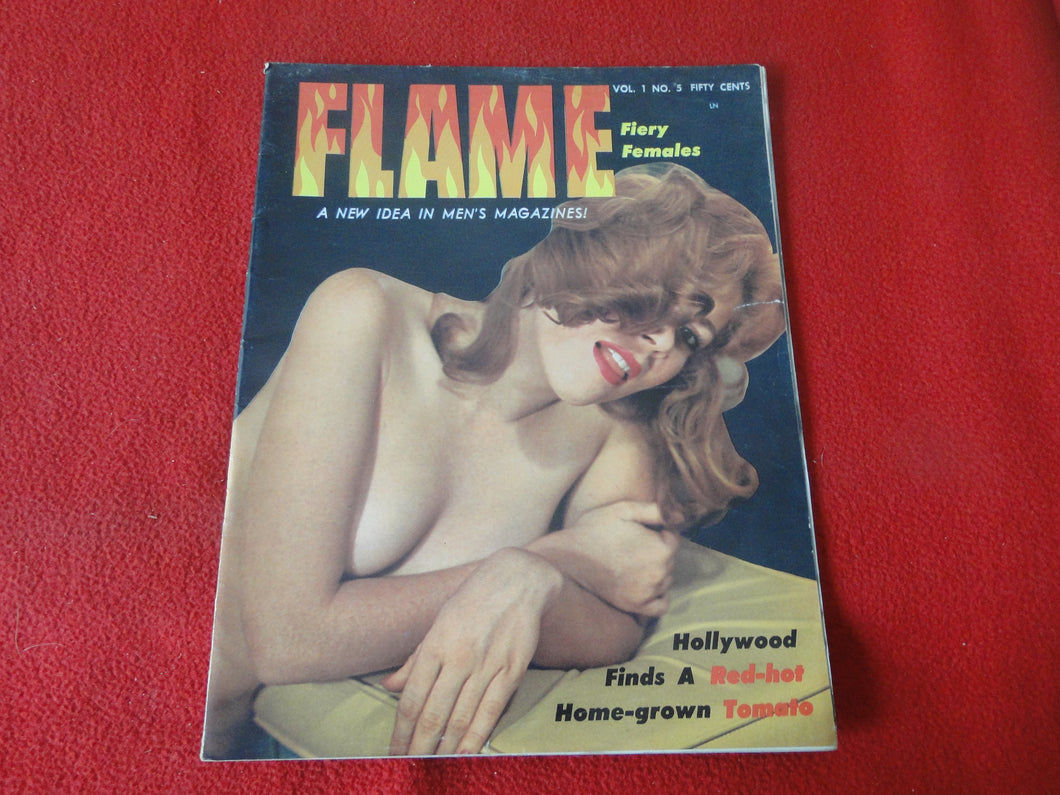 FLAME
VOL. 1 NO. 5 FIFTY CENTS
LN
Fiery
Females
A NEW IDEA IN MEN'S MAGAZINES!
Hollywood
Finds A Red-hot
Home-grown Tomato